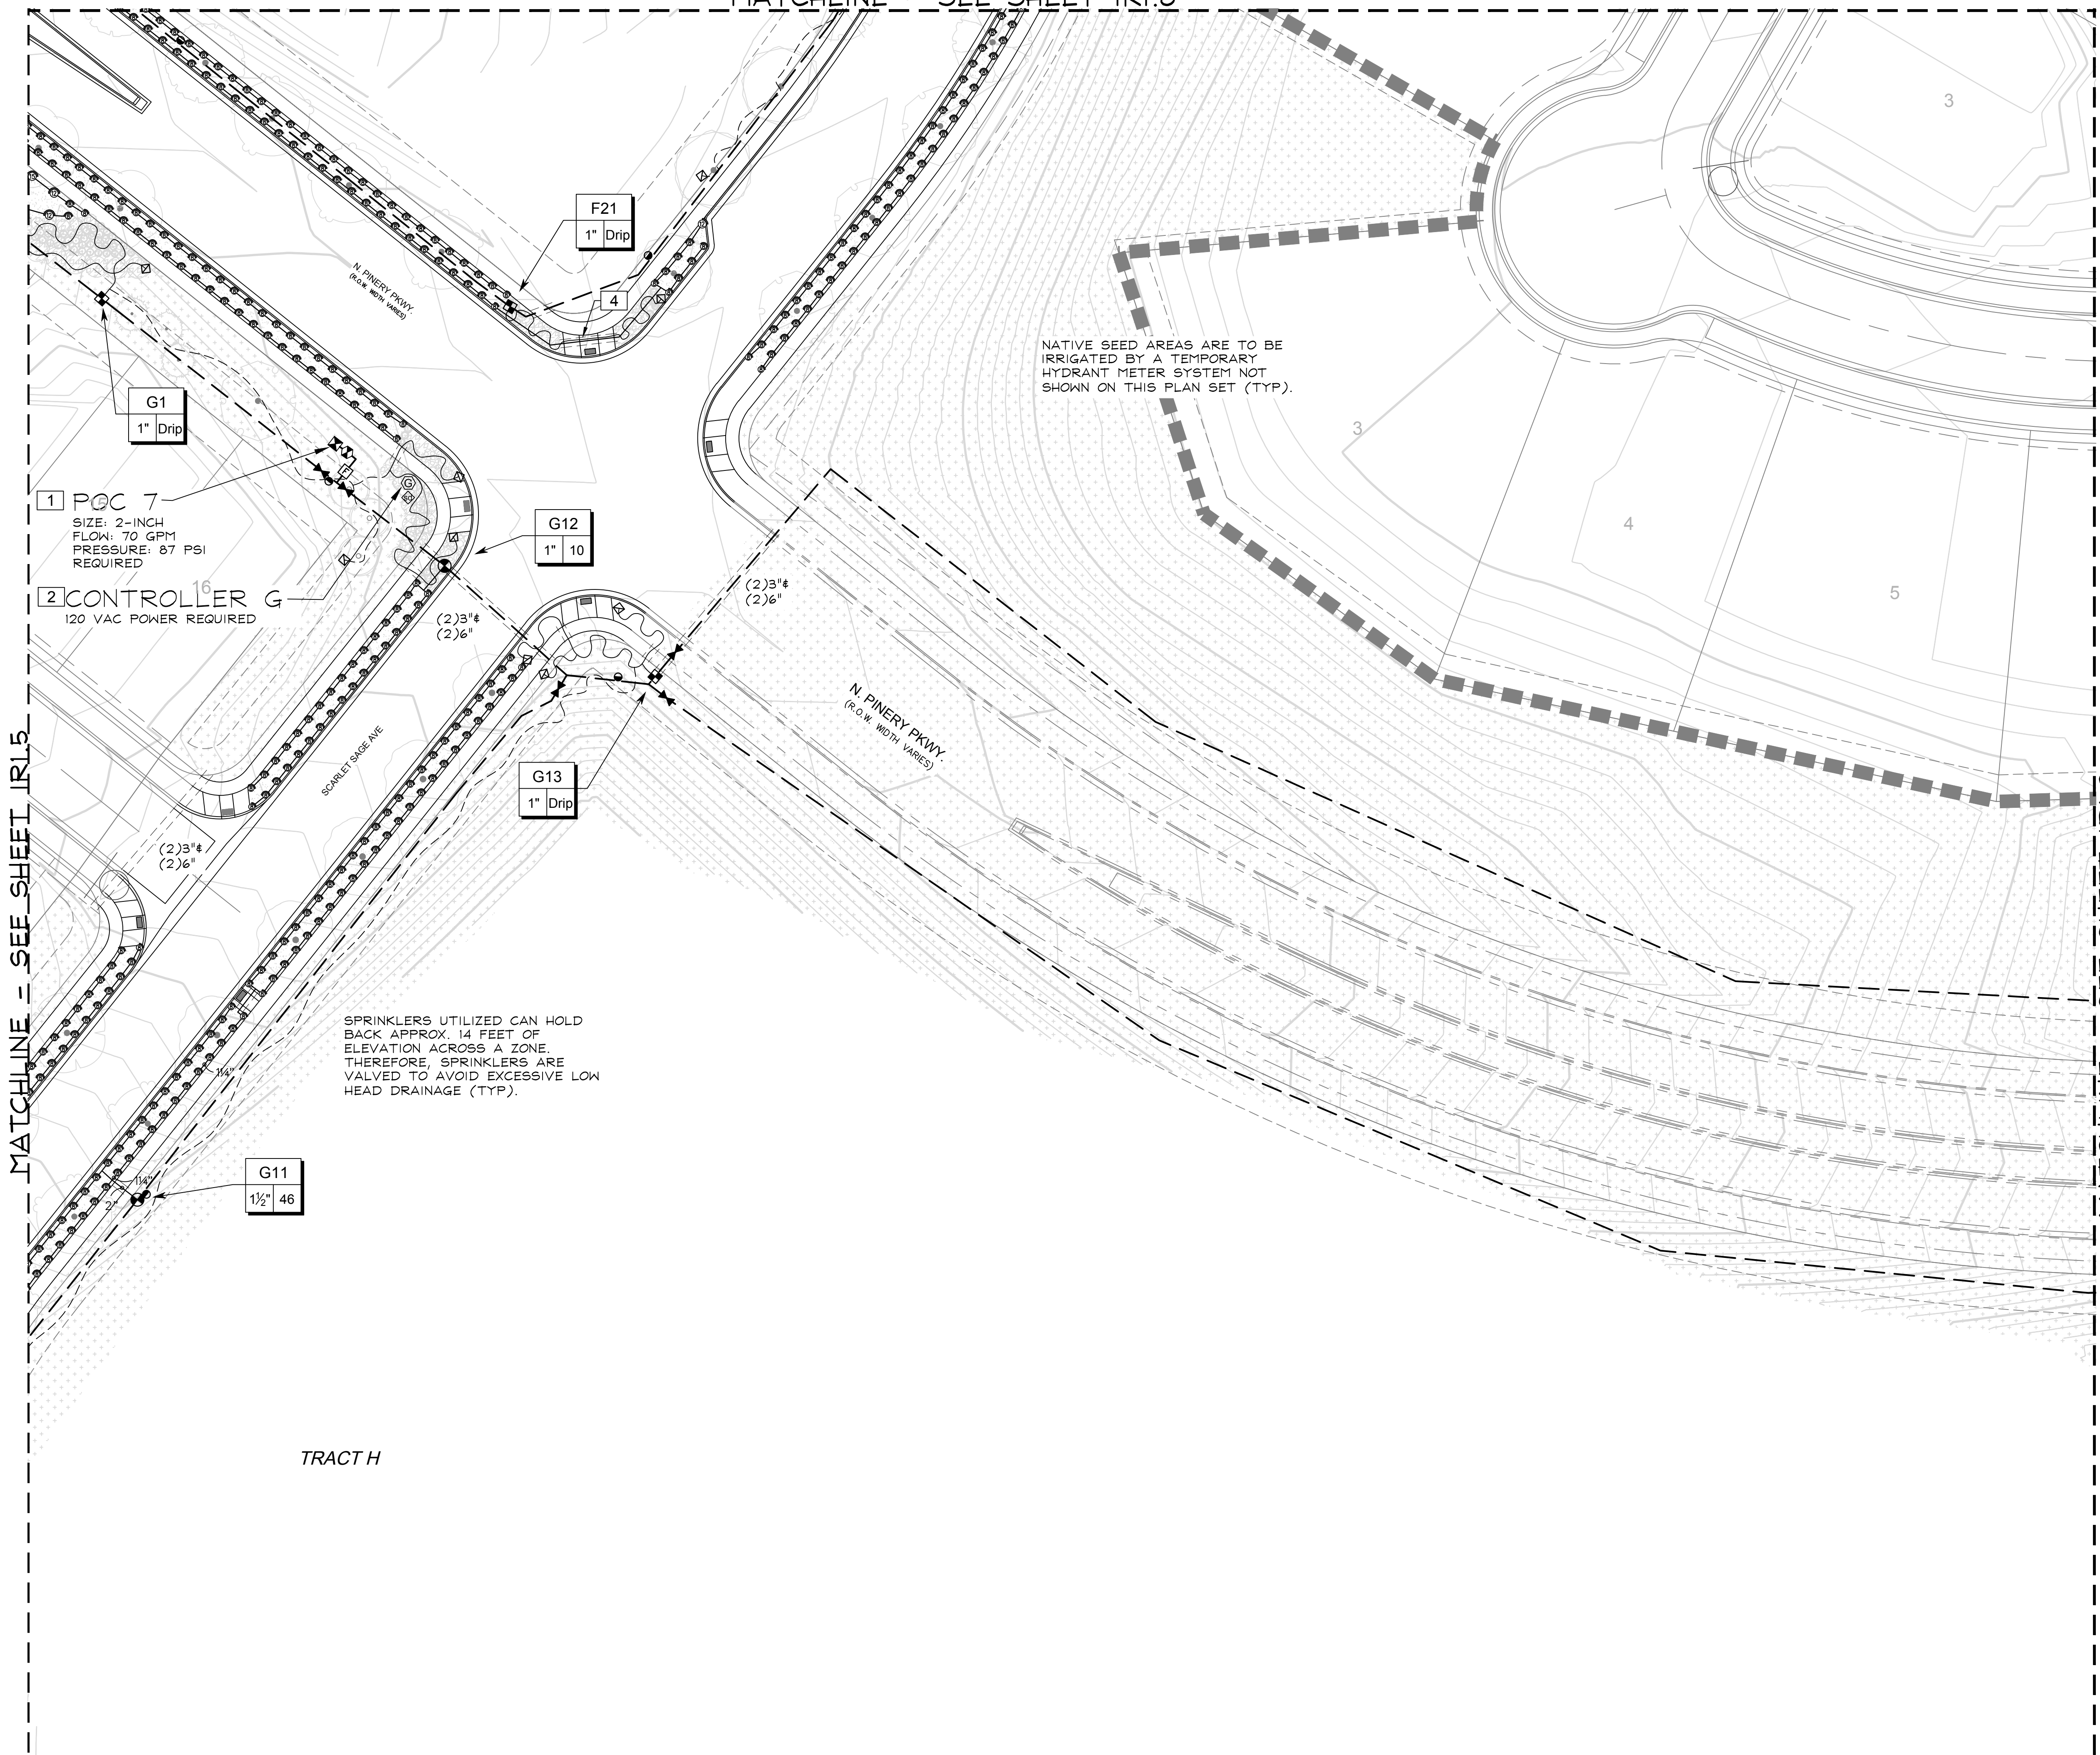 MATCHLINE - SEE SHEET
3
F21
1" Drip
N. PINERY PKWY.
(R.O.W. WIDTH VARIES)
4
NATIVE SEED AREAS ARE TO BE
IRRIGATED BY A TEMPORARY
HYDRANT METER SYSTEM NOT
SHOWN ON THIS PLAN SET (TYP).
G1
1" Drip
3
1 POC 7
SIZE: 2-INCH
FLOW: 70 GPM
PRESSURE: 87 PSI
REQUIRED
15
G
G12
1" 10
4
5
16
2 CONTROLLER G
120 VAC POWER REQUIRED
(2)3"&
(2)6"
(2)3"&
(2)6"
N. PINERY PKWY.
(R.O.W. WIDTH VARIES)
SCARLET SAGE AVE
G13
1" Drip
MATCHLINE - SEE SHEET IR1.5
(2)3"&
(2)6"
SPRINKLERS UTILIZED CAN HOLD
BACK APPROX. 14 FEET OF
ELEVATION ACROSS A ZONE.
THEREFORE, SPRINKLERS ARE
VALVED TO AVOID EXCESSIVE LOW
HEAD DRAINAGE (TYP).
1¼"
1¼"
2"
G11
1½" 46
TRACT H